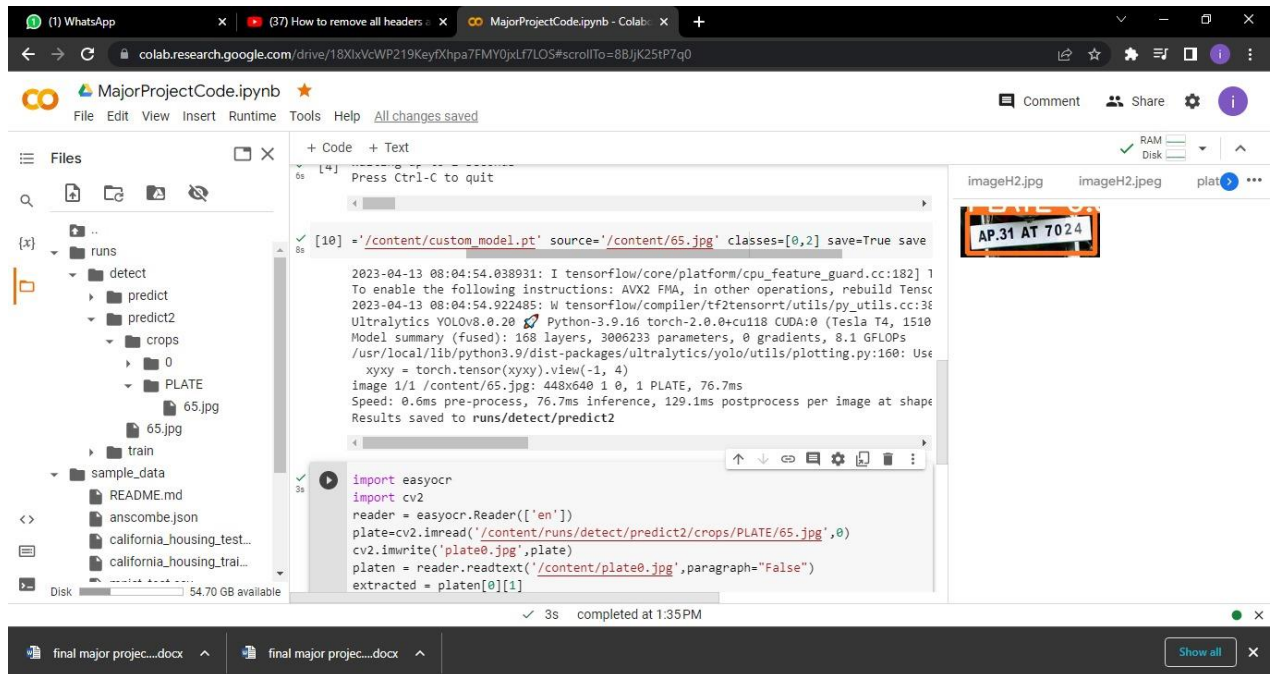 (1) WhatsApp
(37) How to remove all headers a
MajorProjectCode.ipynb - Colab
colab.research.google.com/drive/18XIxVcWP219KeyfXhpa7FMY0jxLf7LOS#scrollTo=8BJjK25tP7q0
MajorProjectCode.ipynb
File Edit View Insert Runtime Tools Help All changes saved
Comment Share i
Files
+ Code + Text
RAM
Disk
{x}
..
runs
detect
predict
predict2
crops
0
PLATE
65.jpg
65.jpg
train
sample_data
README.md
anscombe.json
california_housing_test...
california_housing_trai...
Disk 54.70 GB available
[4]
6s
Press Ctrl-C to quit
[10] ='/content/custom_model.pt' source='/content/65.jpg' classes=[0,2] save=True save
8s
2023-04-13 08:04:54.038931: I tensorflow/core/platform/cpu_feature_guard.cc:182]
To enable the following instructions: AVX2 FMA, in other operations, rebuild Tenso
2023-04-13 08:04:54.922485: W tensorflow/compiler/tf2tensorrt/utils/py_utils.cc:38
Ultralytics YOLOv8.0.20 🚀 Python-3.9.16 torch-2.0.0+cu118 CUDA:0 (Tesla T4, 1510
Model summary (fused): 168 layers, 3006233 parameters, 0 gradients, 8.1 GFLOPs
/usr/local/lib/python3.9/dist-packages/ultralytics/yolo/utils/plotting.py:160: Use
xyxy = torch.tensor(xyxy).view(-1, 4)
image 1/1 /content/65.jpg: 448x640 1 0, 1 PLATE, 76.7ms
Speed: 0.6ms pre-process, 76.7ms inference, 129.1ms postprocess per image at shape
Results saved to runs/detect/predict2
3s
import easyocr
import cv2
reader = easyocr.Reader(['en'])
plate=cv2.imread('/content/runs/detect/predict2/crops/PLATE/65.jpg',0)
cv2.imwrite('plate0.jpg',plate)
platen = reader.readtext('/content/plate0.jpg',paragraph="False")
extracted = platen[0][1]
imageH2.jpg imageH2.jpeg plat
AP.31 AT 7024
3s completed at 1:35 PM
final major projec....docx
final major projec....docx
Show all